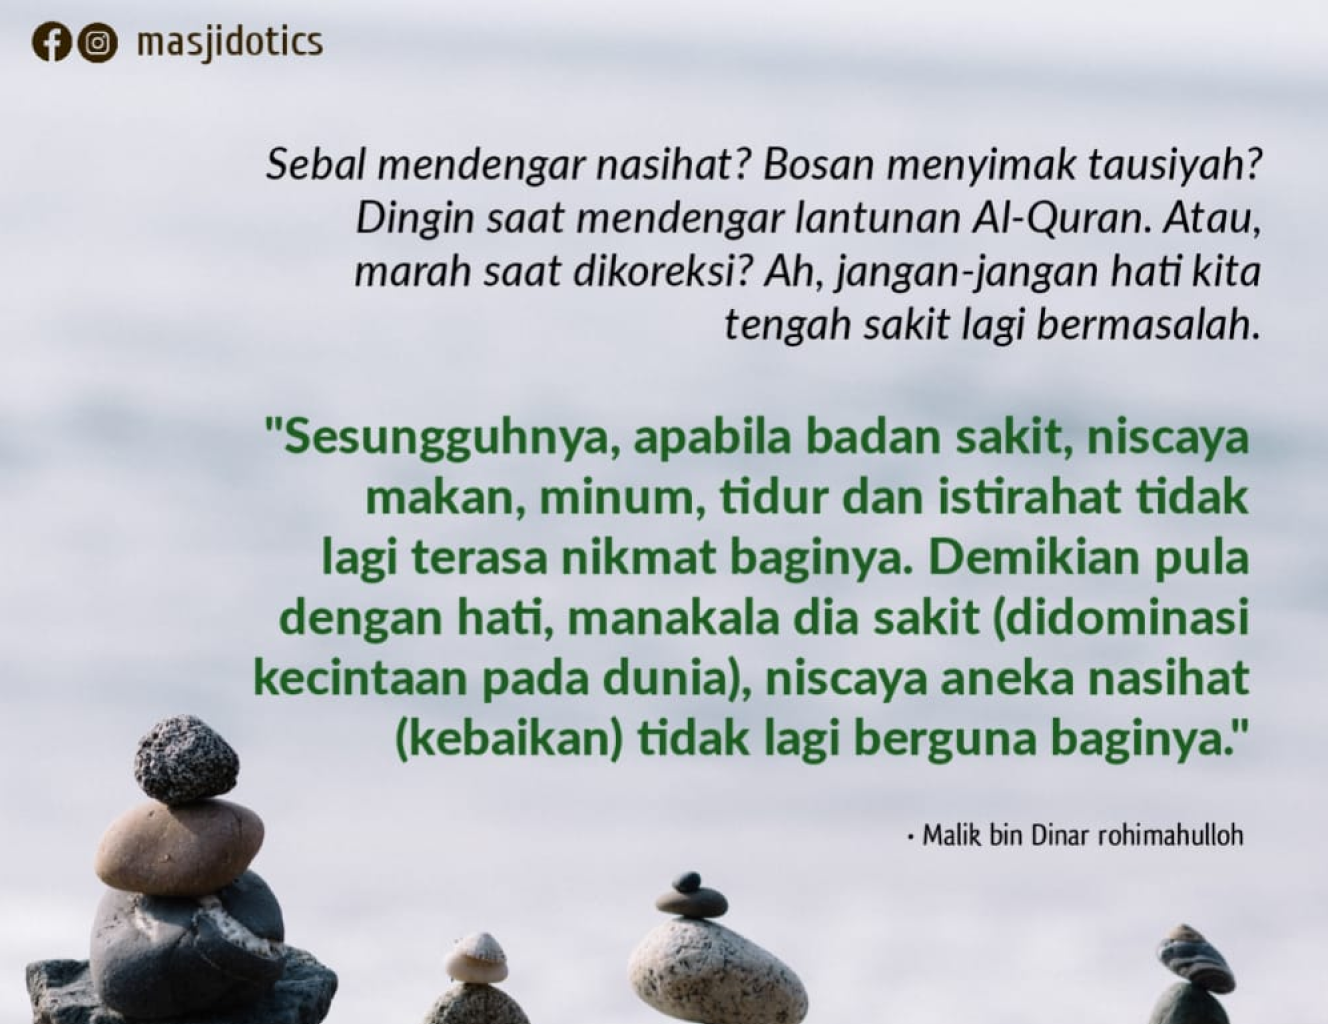 masjidotics
Sebal mendengar nasihat? Bosan menyimak tausiyah?
Dingin saat mendengar lantunan Al-Quran. Atau,
marah saat dikoreksi? Ah, jangan-jangan hati kita
tengah sakit lagi bermasalah.
"Sesungguhnya, apabila badan sakit, niscaya
makan, minum, tidur dan istirahat tidak
lagi terasa nikmat baginya. Demikian pula
dengan hati, manakala dia sakit (didominasi
kecintaan pada dunia), niscaya aneka nasihat
(kebaikan) tidak lagi berguna baginya."
• Malik bin Dinar rohimahulloh